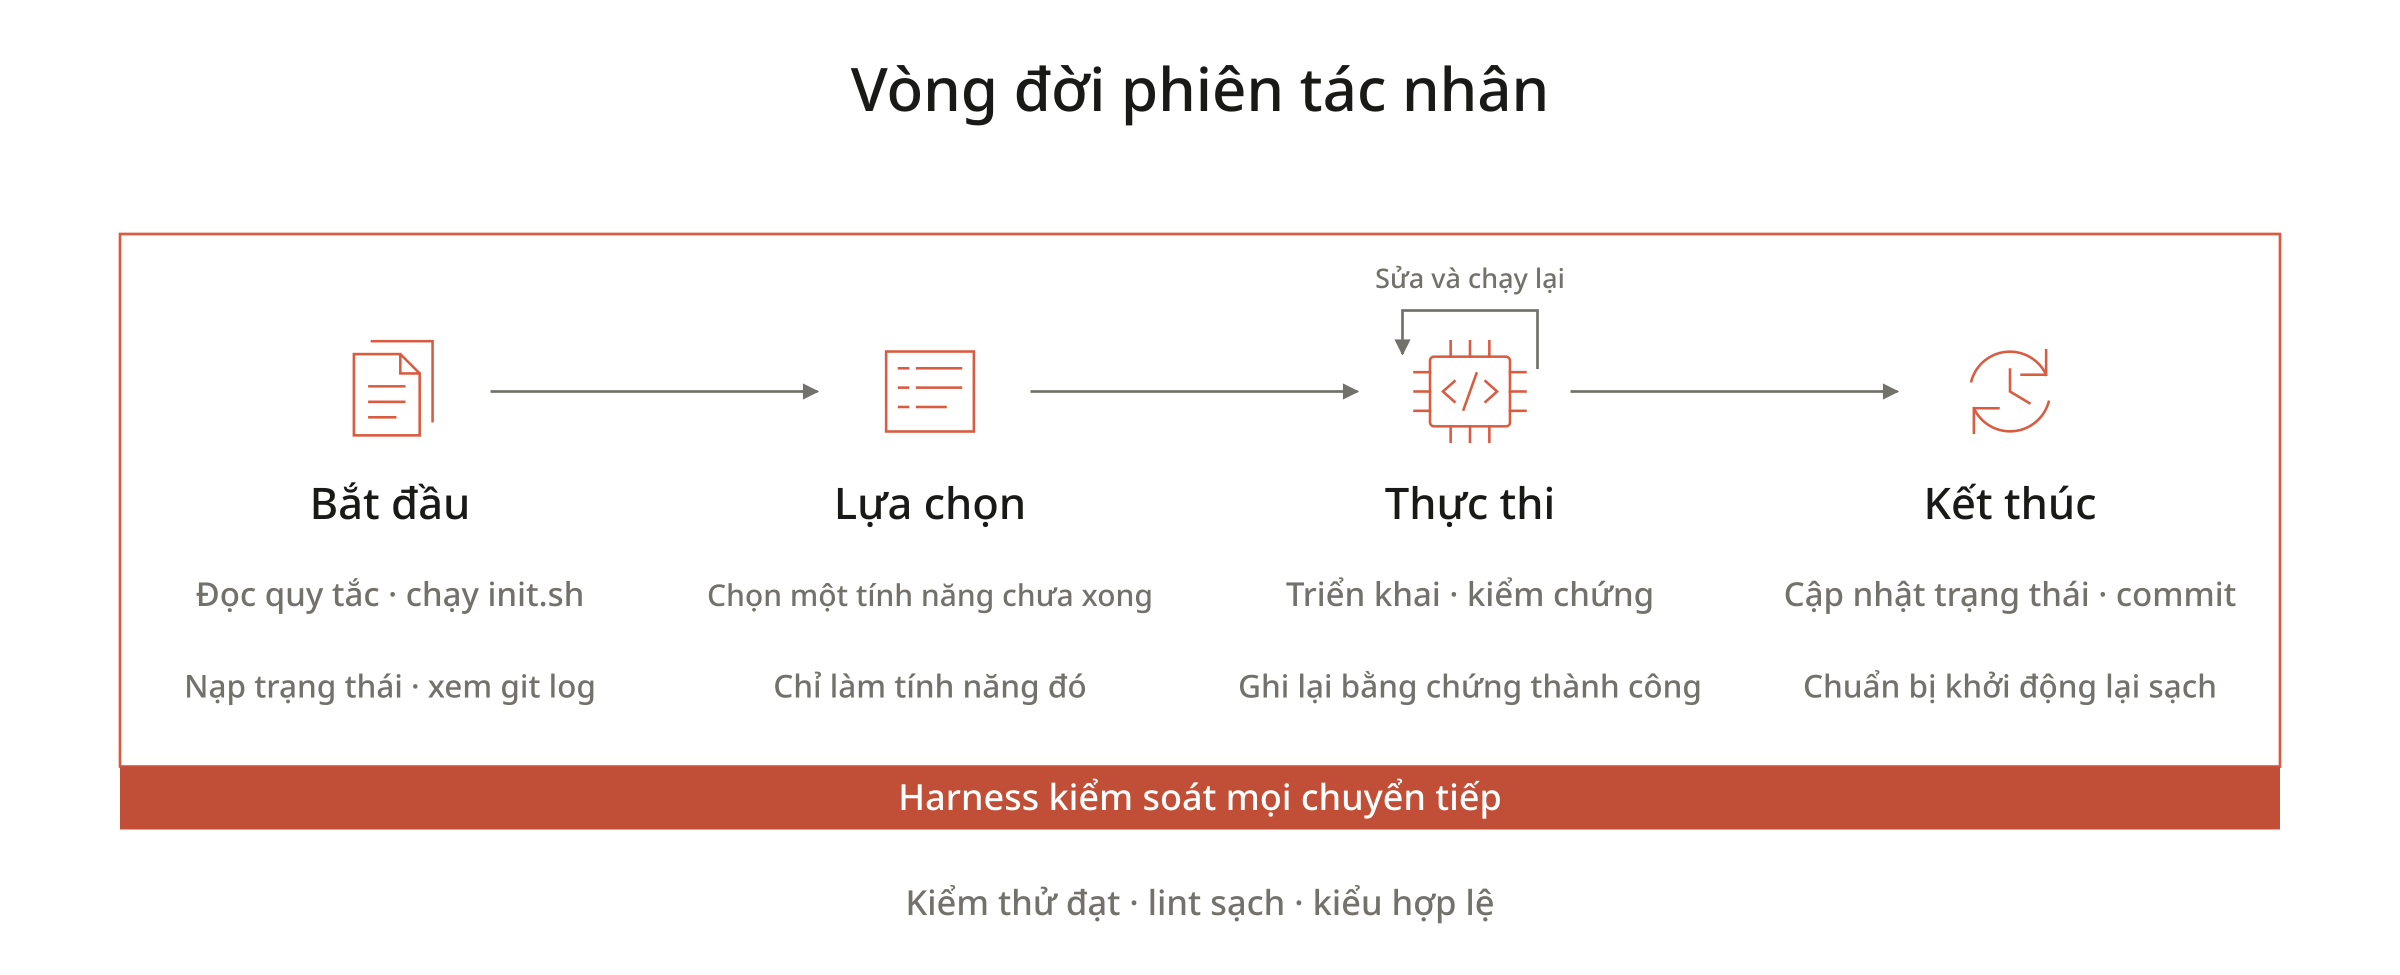 Vòng đời phiên tác nhân
Sửa và chạy lại
Bắt đầu
Đọc quy tắc · chạy init.sh
Nạp trạng thái · xem git log
Lựa chọn
Chọn một tính năng chưa xong
Chỉ làm tính năng đó
Thực thi
Triển khai · kiểm chứng
Ghi lại bằng chứng thành công
Kết thúc
Cập nhật trạng thái · commit
Chuẩn bị khởi động lại sạch
Harness kiểm soát mọi chuyển tiếp
Kiểm thử đạt · lint sạch · kiểu hợp lệ